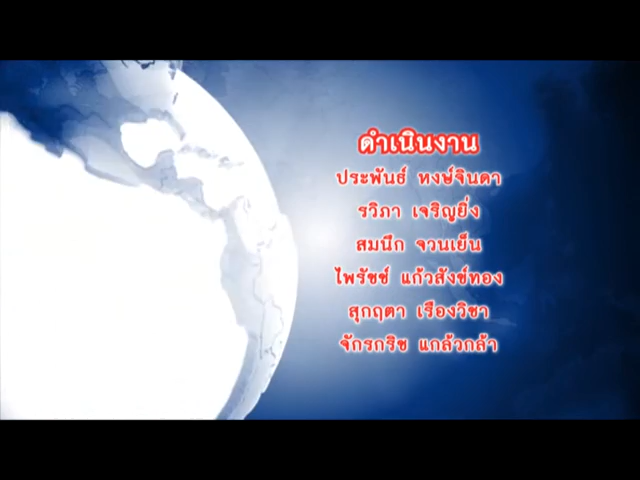 ดำเนินงาน
ประพันธ์ หงษ์จินดา
รวิภา เจริญยิ่ง
สมนึก จวนเย็น
ไพรัชช์ แก้วสังข์ทอง
สุกฤตา เรืองวิชา
จักรกริช แกล้วกล้า